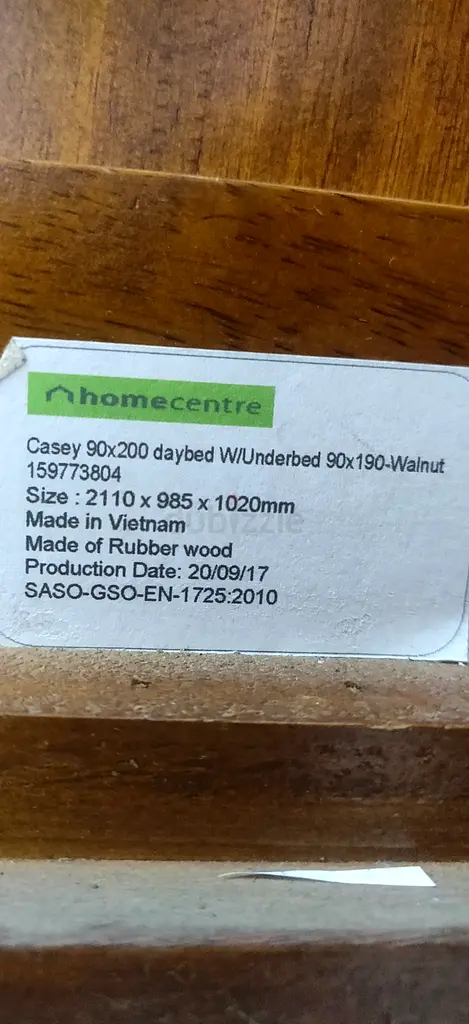 homecentre
Casey 90x200 daybed W/Underbed 90x190-Walnut
159773804
Size : 2110 x 985 x 1020mm
Made in Vietnam
dubizzle
Made of Rubber wood
Production Date: 20/09/17
SASO-GSO-EN-1725:2010